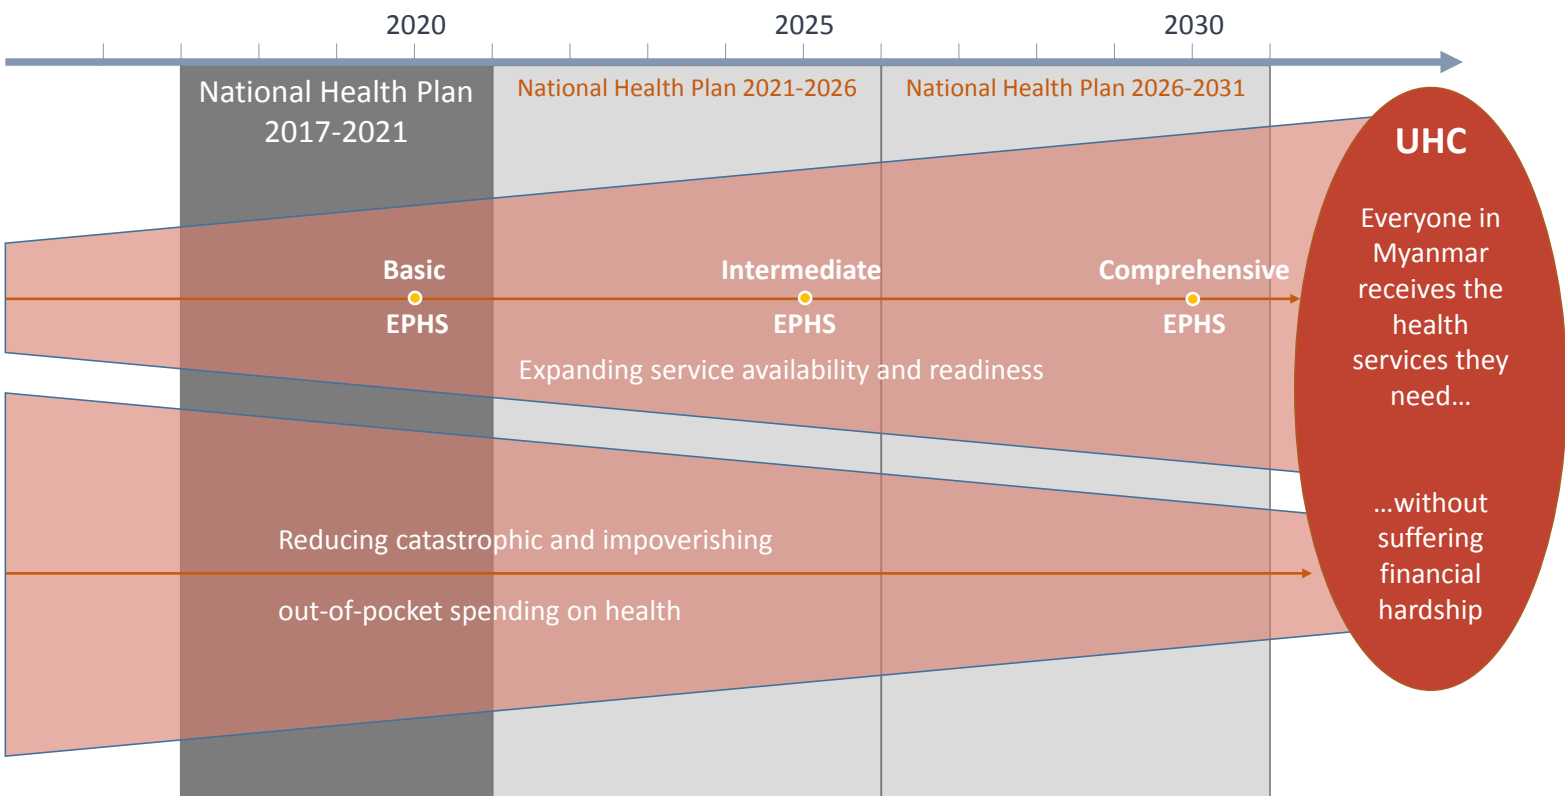 2020
2025
2030
National Health Plan
2017-2021
National Health Plan 2021-2026
National Health Plan 2026-2031
UHC
Everyone in
Myanmar
receives the
health
services they
need...
...without
suffering
financial
hardship
Basic
EPHS
Intermediate
EPHS
Comprehensive
EPHS
Expanding service availability and readiness
Reducing catastrophic and impoverishing
out-of-pocket spending on health